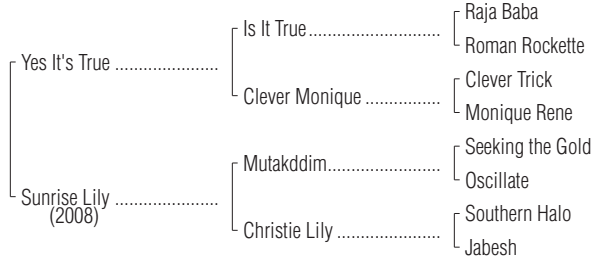 Raja Baba
Is It True
Roman Rockette
Yes It's True
Clever Trick
Clever Monique
Monique Rene
Seeking the Gold
Mutakddim
Oscillate
Sunrise Lily
(2008)
Southern Halo
Christie Lily
Jabesh